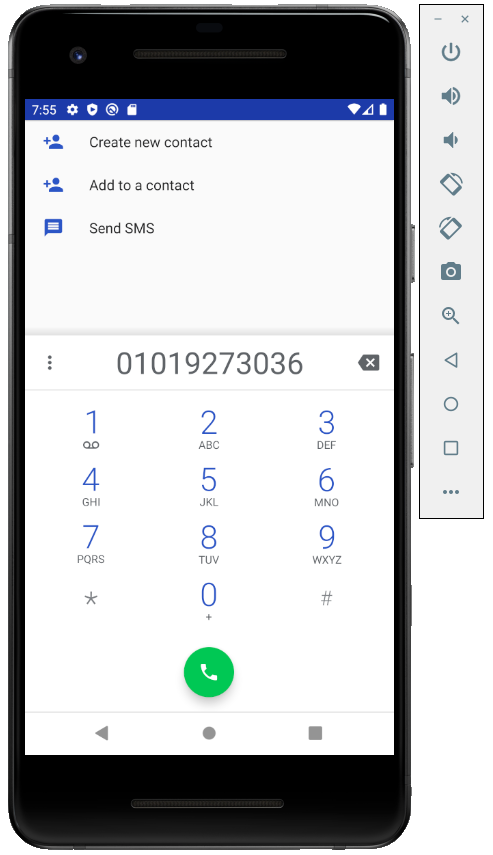 7:55
Create new contact
Add to a contact
Send SMS
01019273036
1
2
ABC
3
DEF
4
GHI
5
JKL
6
MNO
7
PQRS
8
TUV
9
WXYZ
*
0
+
#